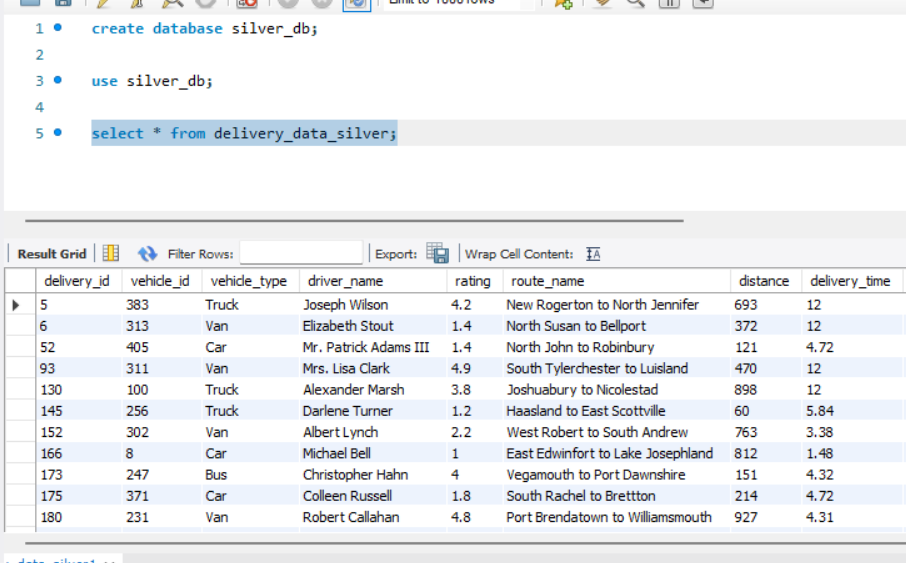 Limit to 1000 rows
1 create database silver_db;
2
3 use silver_db;
4
5 select * from delivery_data_silver;
Result Grid Filter Rows: Export: Wrap Cell Content: IA
delivery_id vehicle_id vehicle_type driver_name rating route_name distance delivery_time
5 383 Truck Joseph Wilson 4.2 New Rogerton to North Jennifer 693 12
6 313 Van Elizabeth Stout 1.4 North Susan to Bellport 372 12
52 405 Car Mr. Patrick Adams III 1.4 North John to Robinbury 121 4.72
93 311 Van Mrs. Lisa Clark 4.9 South Tylerchester to Luisland 470 12
130 100 Truck Alexander Marsh 3.8 Joshuabury to Nicolestad 898 12
145 256 Truck Darlene Turner 1.2 Haasland to East Scottville 60 5.84
152 302 Van Albert Lynch 2.2 West Robert to South Andrew 763 3.38
166 8 Car Michael Bell 1 East Edwinfort to Lake Josephland 812 1.48
173 247 Bus Christopher Hahn 4 Vegamouth to Port Dawnshire 151 4.32
175 371 Car Colleen Russell 1.8 South Rachel to Brettton 214 4.72
180 231 Van Robert Callahan 4.8 Port Brendatown to Williamsmouth 927 4.31